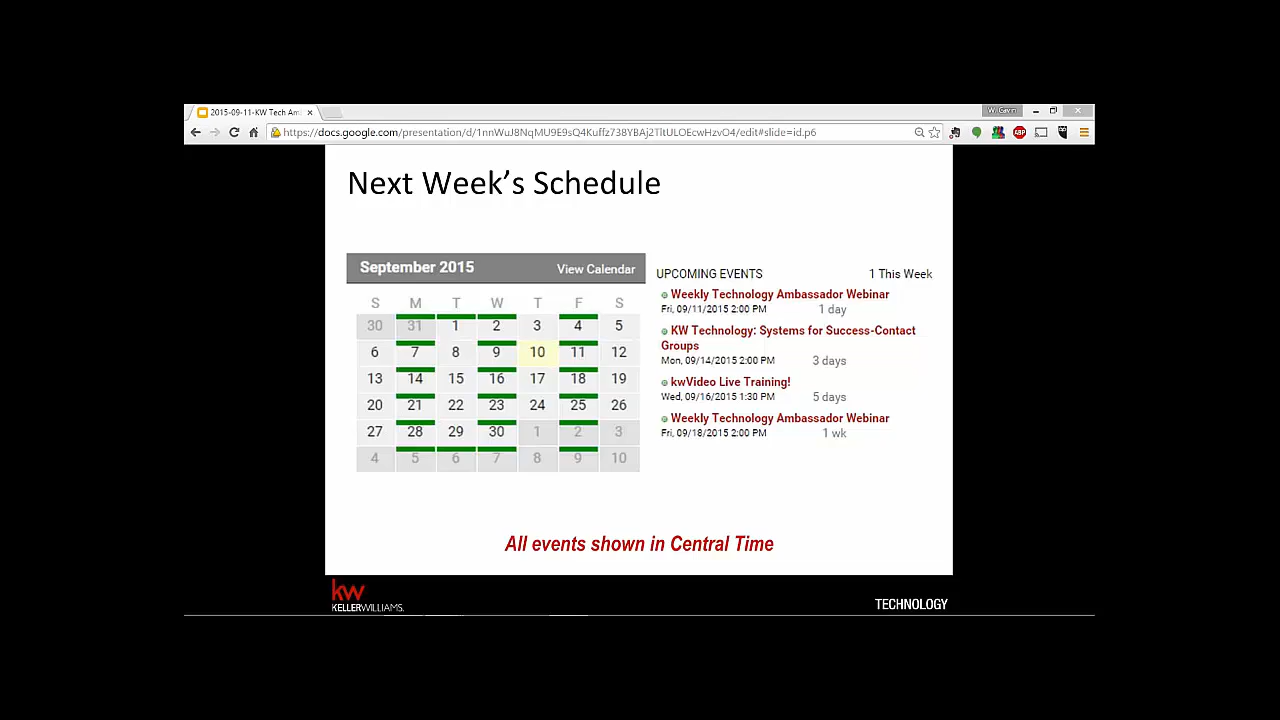 2015-09-11-KW Tech Am
W. Gavin
https://docs.google.com/presentation/d/1nnWuJ8NqMU9E9sQ4Kuffz738YBAj2TltULOEcwHzvO4/edit#slide=id.p6
ABP
Next Week's Schedule
September 2015 View Calendar
S M T W T F S
30 31 1 2 3 4 5
6 7 8 9 10 11 12
13 14 15 16 17 18 19
20 21 22 23 24 25 26
27 28 29 30 1 2 3
4 5 6 7 8 9 10
UPCOMING EVENTS 1 This Week
Weekly Technology Ambassador Webinar
Fri, 09/11/2015 2:00 PM 1 day
KW Technology: Systems for Success-Contact
Groups
Mon, 09/14/2015 2:00 PM 3 days
kwVideo Live Training!
Wed, 09/16/2015 1:30 PM 5 days
Weekly Technology Ambassador Webinar
Fri, 09/18/2015 2:00 PM 1 wk
All events shown in Central Time
kw
KELLERWILLIAMS.
TECHNOLOGY